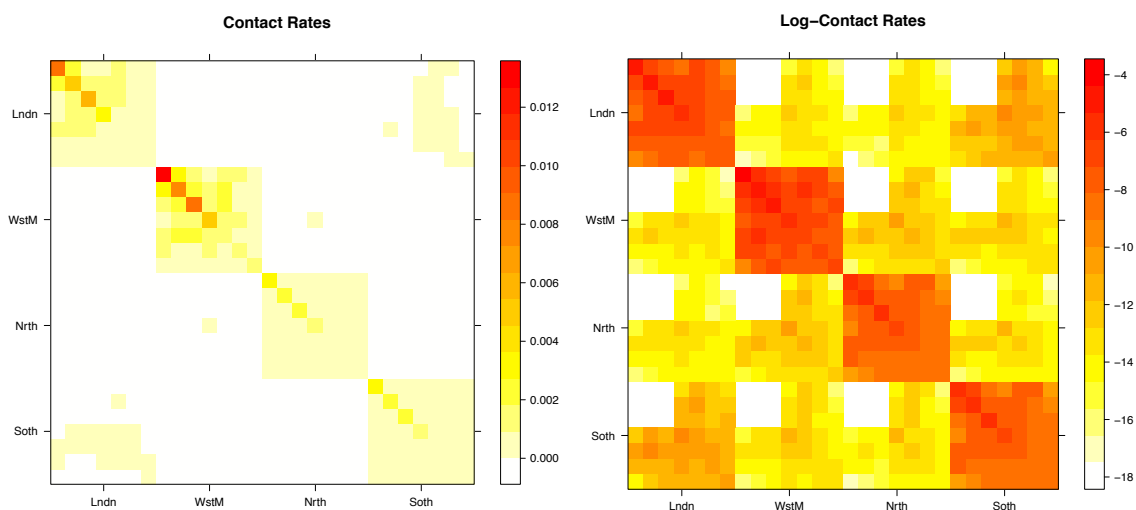 Contact Rates
Lndn
WstM
Nrth
Soth
Lndn
WstM
Nrth
Soth
0.012
0.010
0.008
0.006
0.004
0.002
0.000
Log−Contact Rates
Lndn
WstM
Nrth
Soth
Lndn
WstM
Nrth
Soth
−4
−6
−8
−10
−12
−14
−16
−18